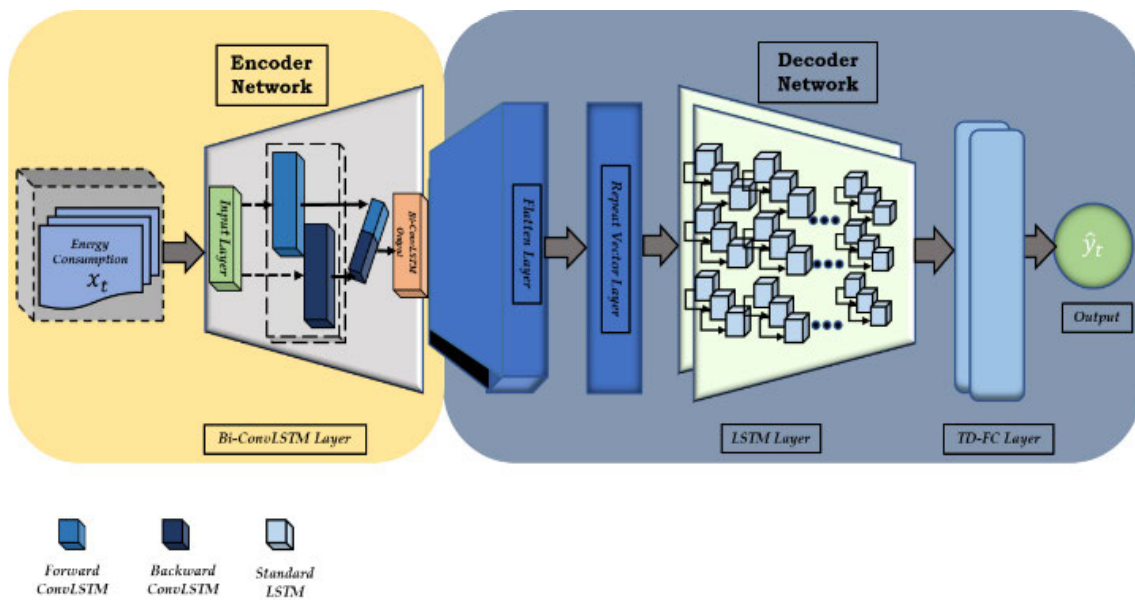 Encoder
Network
Decoder
Network
Energy
Consumption
x_t
Input Layer
Bi-ConvLSTM
Output
Flatten Layer
Repeat Vector Layer
ŷ_t
Output
Bi-ConvLSTM Layer
LSTM Layer
TD-FC Layer
Forward
ConvLSTM
Backward
ConvLSTM
Standard
LSTM